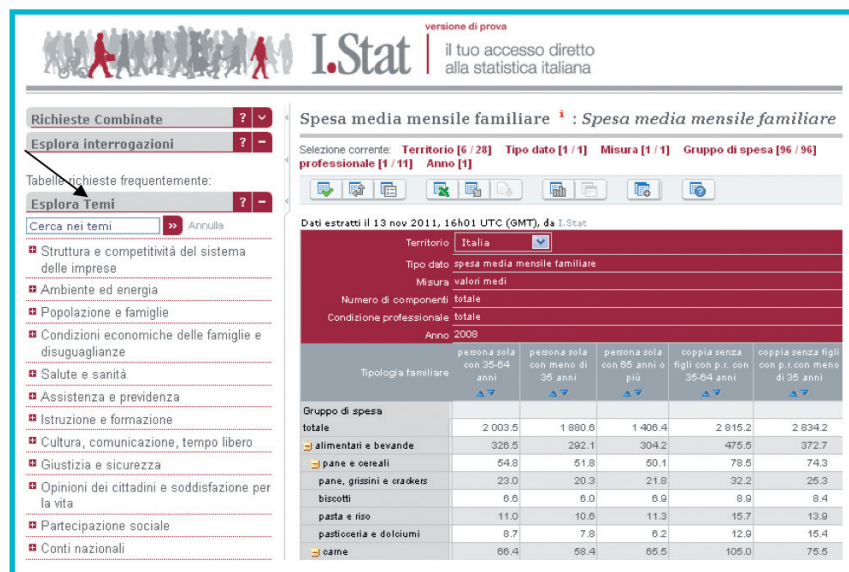 versione di prova
I.Stat
il tuo accesso diretto
alla statistica italiana
Richieste Combinate ?
Esplora interrogazioni ? –
Tabelle richieste frequentemente:
Esplora Temi ? –
Cerca nei temi » Annulla
Struttura e competitività del sistema
delle imprese
Ambiente ed energia
Popolazione e famiglie
Condizioni economiche delle famiglie e
disuguaglianze
Salute e sanità
Assistenza e previdenza
Istruzione e formazione
Cultura, comunicazione, tempo libero
Giustizia e sicurezza
Opinioni dei cittadini e soddisfazione per
la vita
Partecipazione sociale
Conti nazionali
Spesa media mensile familiare i : Spesa media mensile familiare
Selezione corrente: Territorio [6 / 28] Tipo dato [1 / 1] Misura [1 / 1] Gruppo di spesa [96 / 96]
professionale [1 / 11] Anno [1]
Dati estratti il 13 nov 2011, 16h01 UTC (GMT), da I.Stat
Territorio Italia
Tipo dato spesa media mensile familiare
Misura valori medi
Numero di componenti totale
Condizione professionale totale
Anno 2008
Tipologia familiare
persona sola
con 35-64
anni
persona sola
con meno di
35 anni
persona sola
con 65 anni o
più
coppia senza
figli con p.r. con
35-64 anni
coppia senza figli
con p.r.con meno
di 35 anni
Gruppo di spesa
totale 2 003.5 1 880.6 1 406.4 2 815.2 2 834.2
alimentari e bevande 326.5 292.1 304.2 475.5 372.7
pane e cereali 54.8 51.8 50.1 78.5 74.3
pane, grissini e crackers 23.0 20.3 21.8 32.2 25.3
biscotti 6.6 6.0 6.9 8.9 8.4
pasta e riso 11.0 10.6 11.3 15.7 13.9
pasticceria e dolciumi 8.7 7.8 6.2 12.9 15.4
carne 66.4 58.4 65.5 105.0 75.5